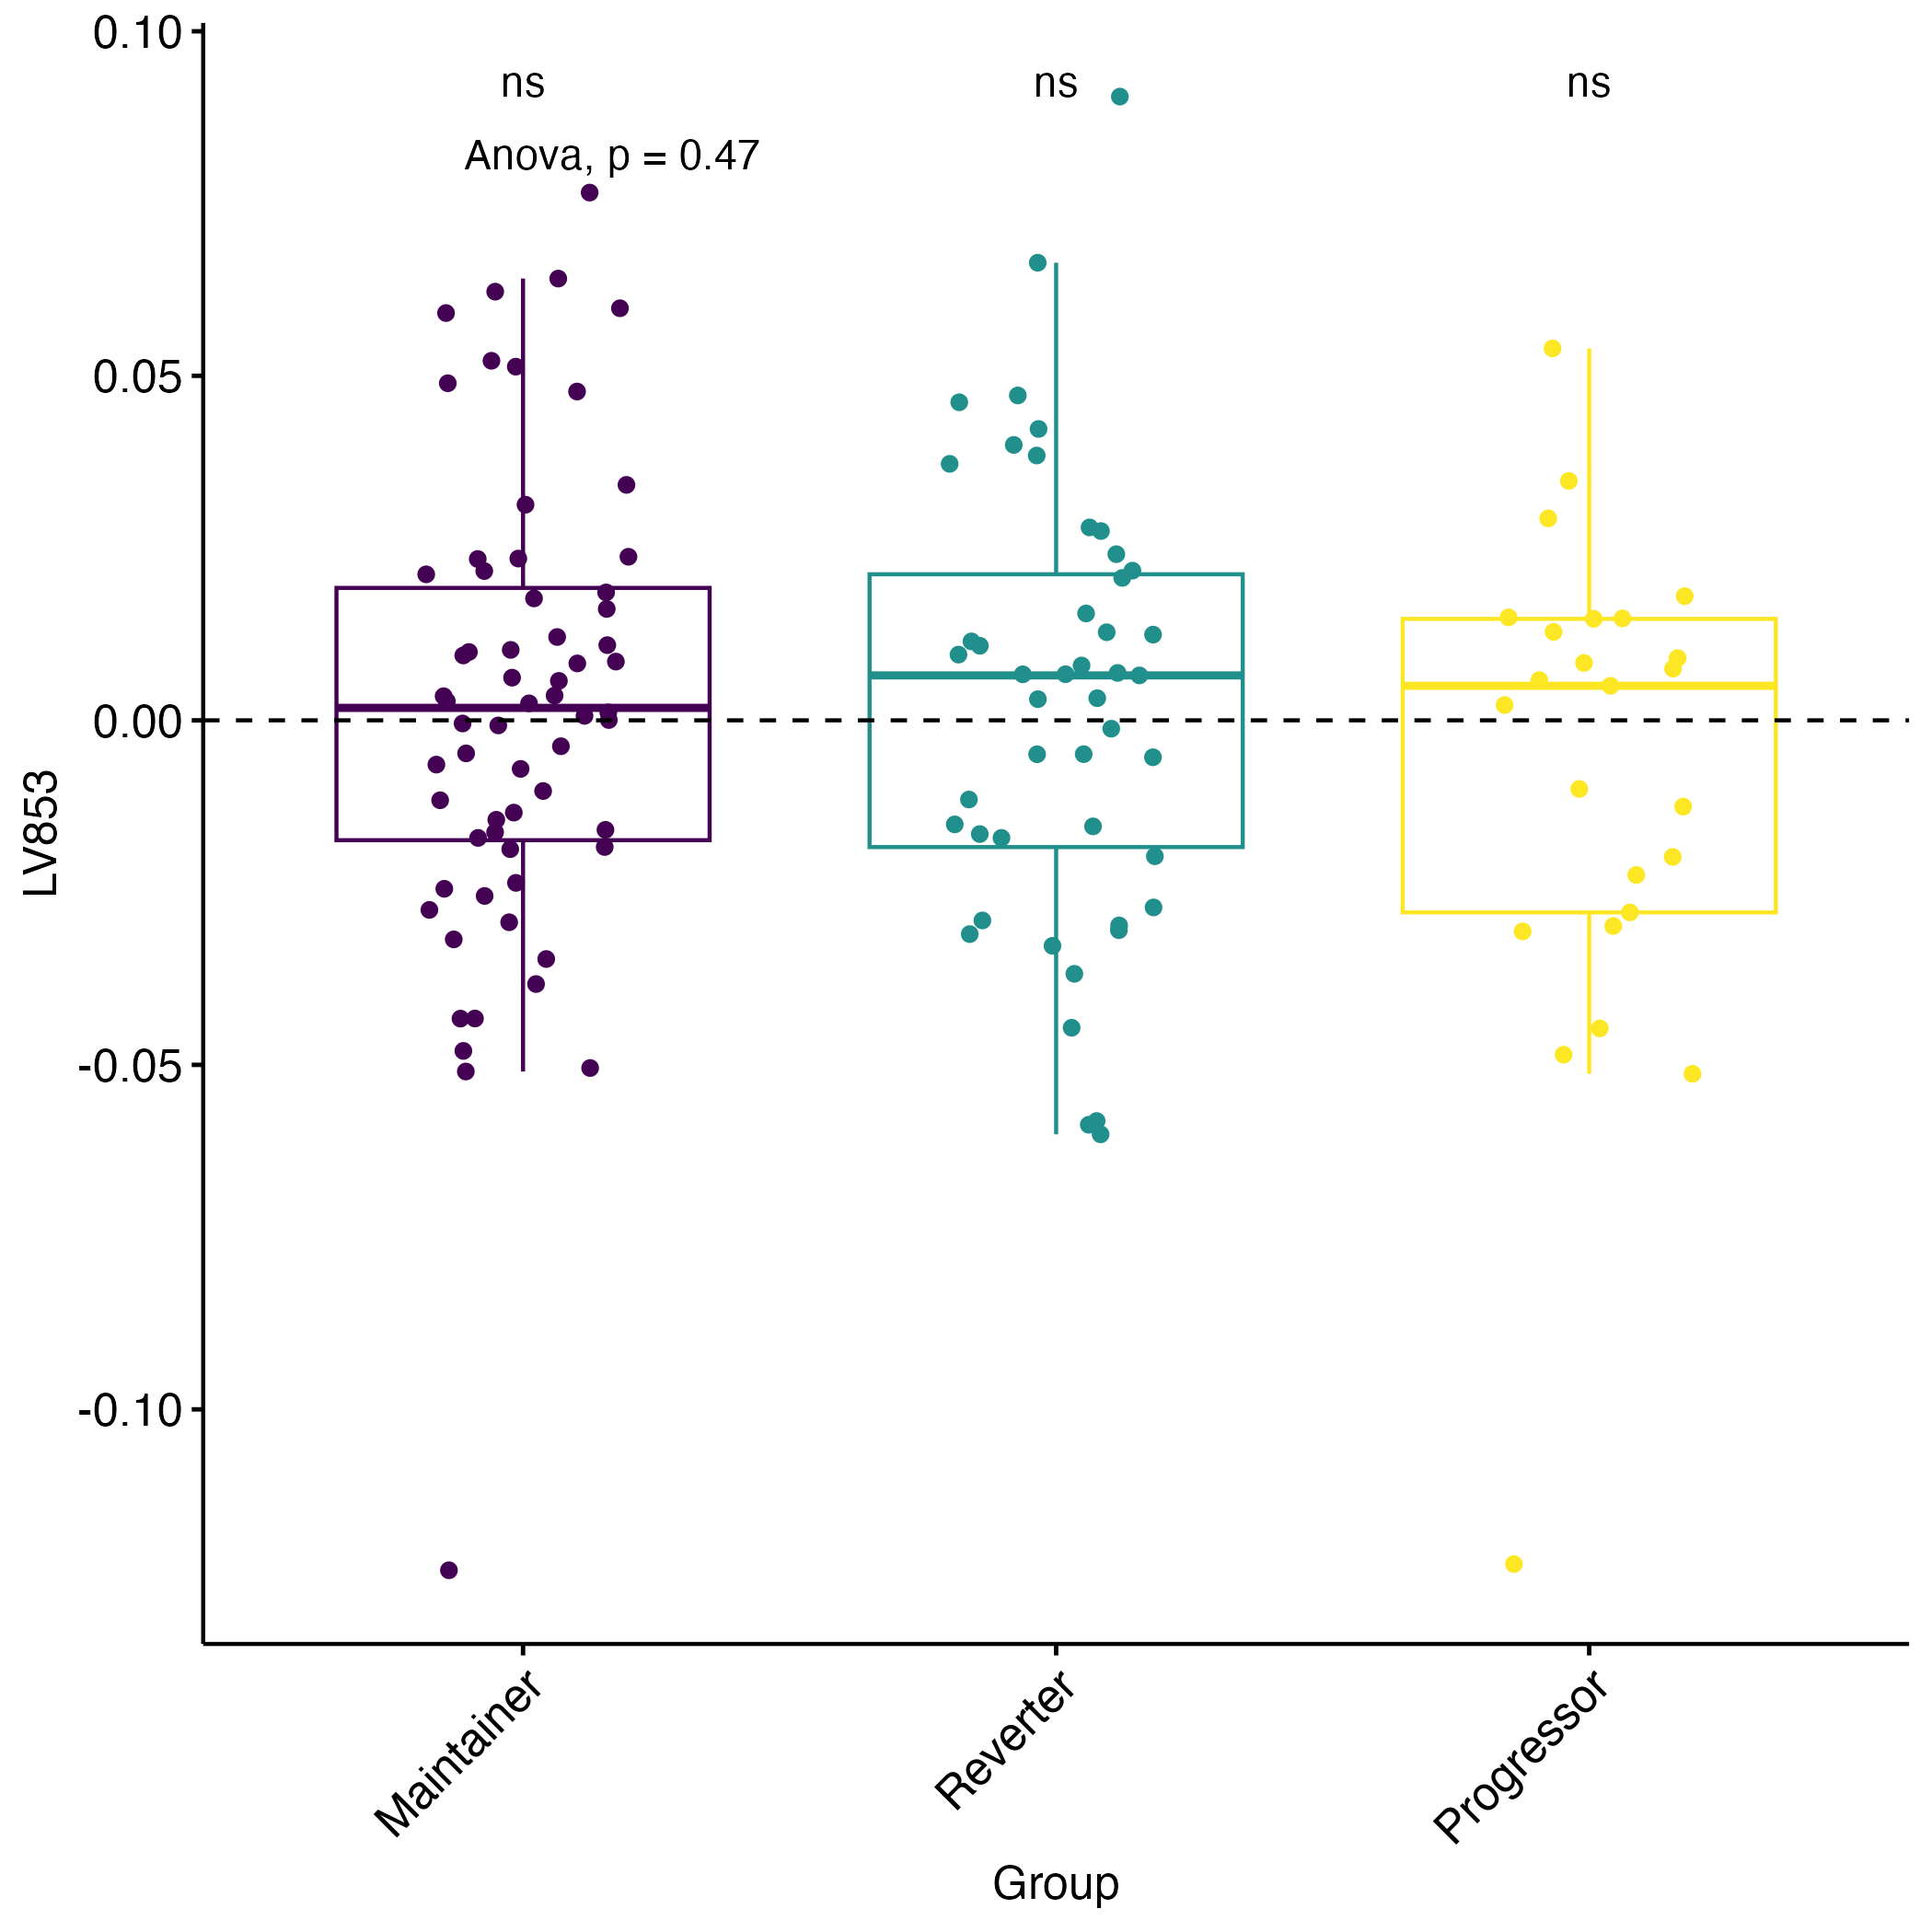 0.10
ns ns ns
Anova, p = 0.47
0.05
0.00
LV853
-0.05
-0.10
Maintainer
Reverter
Progressor
Group